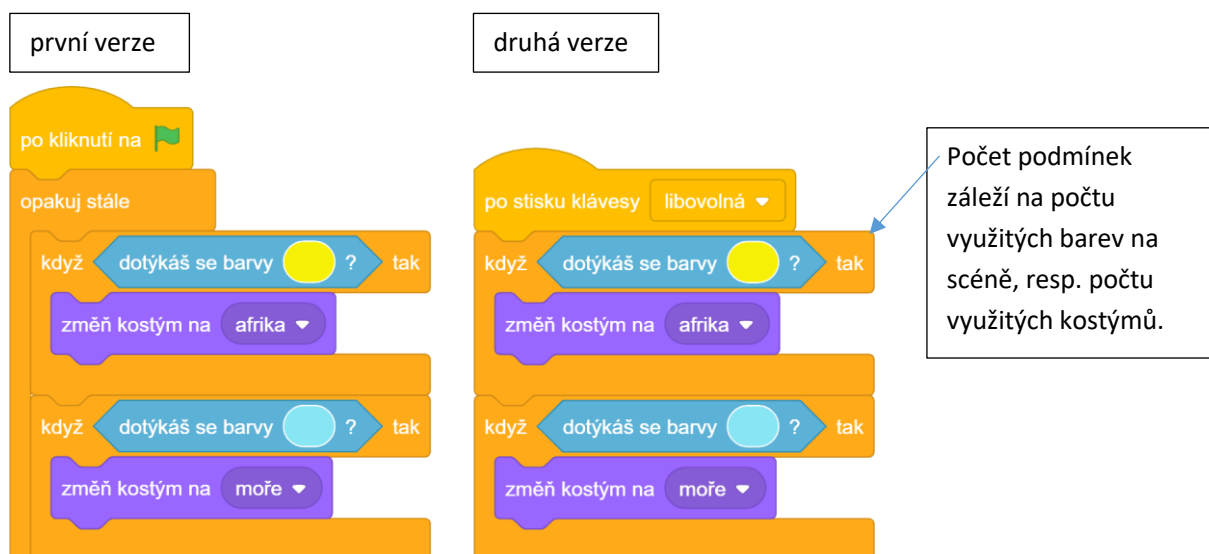 první verze
po kliknutí na
opakuj stále
když dotýkáš se barvy ? tak
změň kostým na afrika
když dotýkáš se barvy ? tak
změň kostým na moře
druhá verze
po stisku klávesy libovolná
když dotýkáš se barvy ? tak
změň kostým na afrika
když dotýkáš se barvy ? tak
změň kostým na moře
Počet podmínek
záleží na počtu
využitých barev na
scéně, resp. počtu
využitých kostýmů.